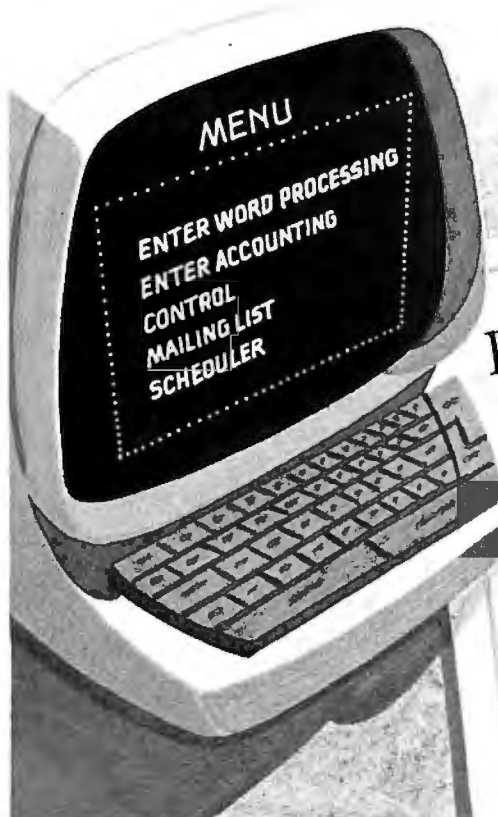 MENU
ENTER WORD PROCESSING
ENTER ACCOUNTING
CONTROL
MAILING LIST
SCHEDULER